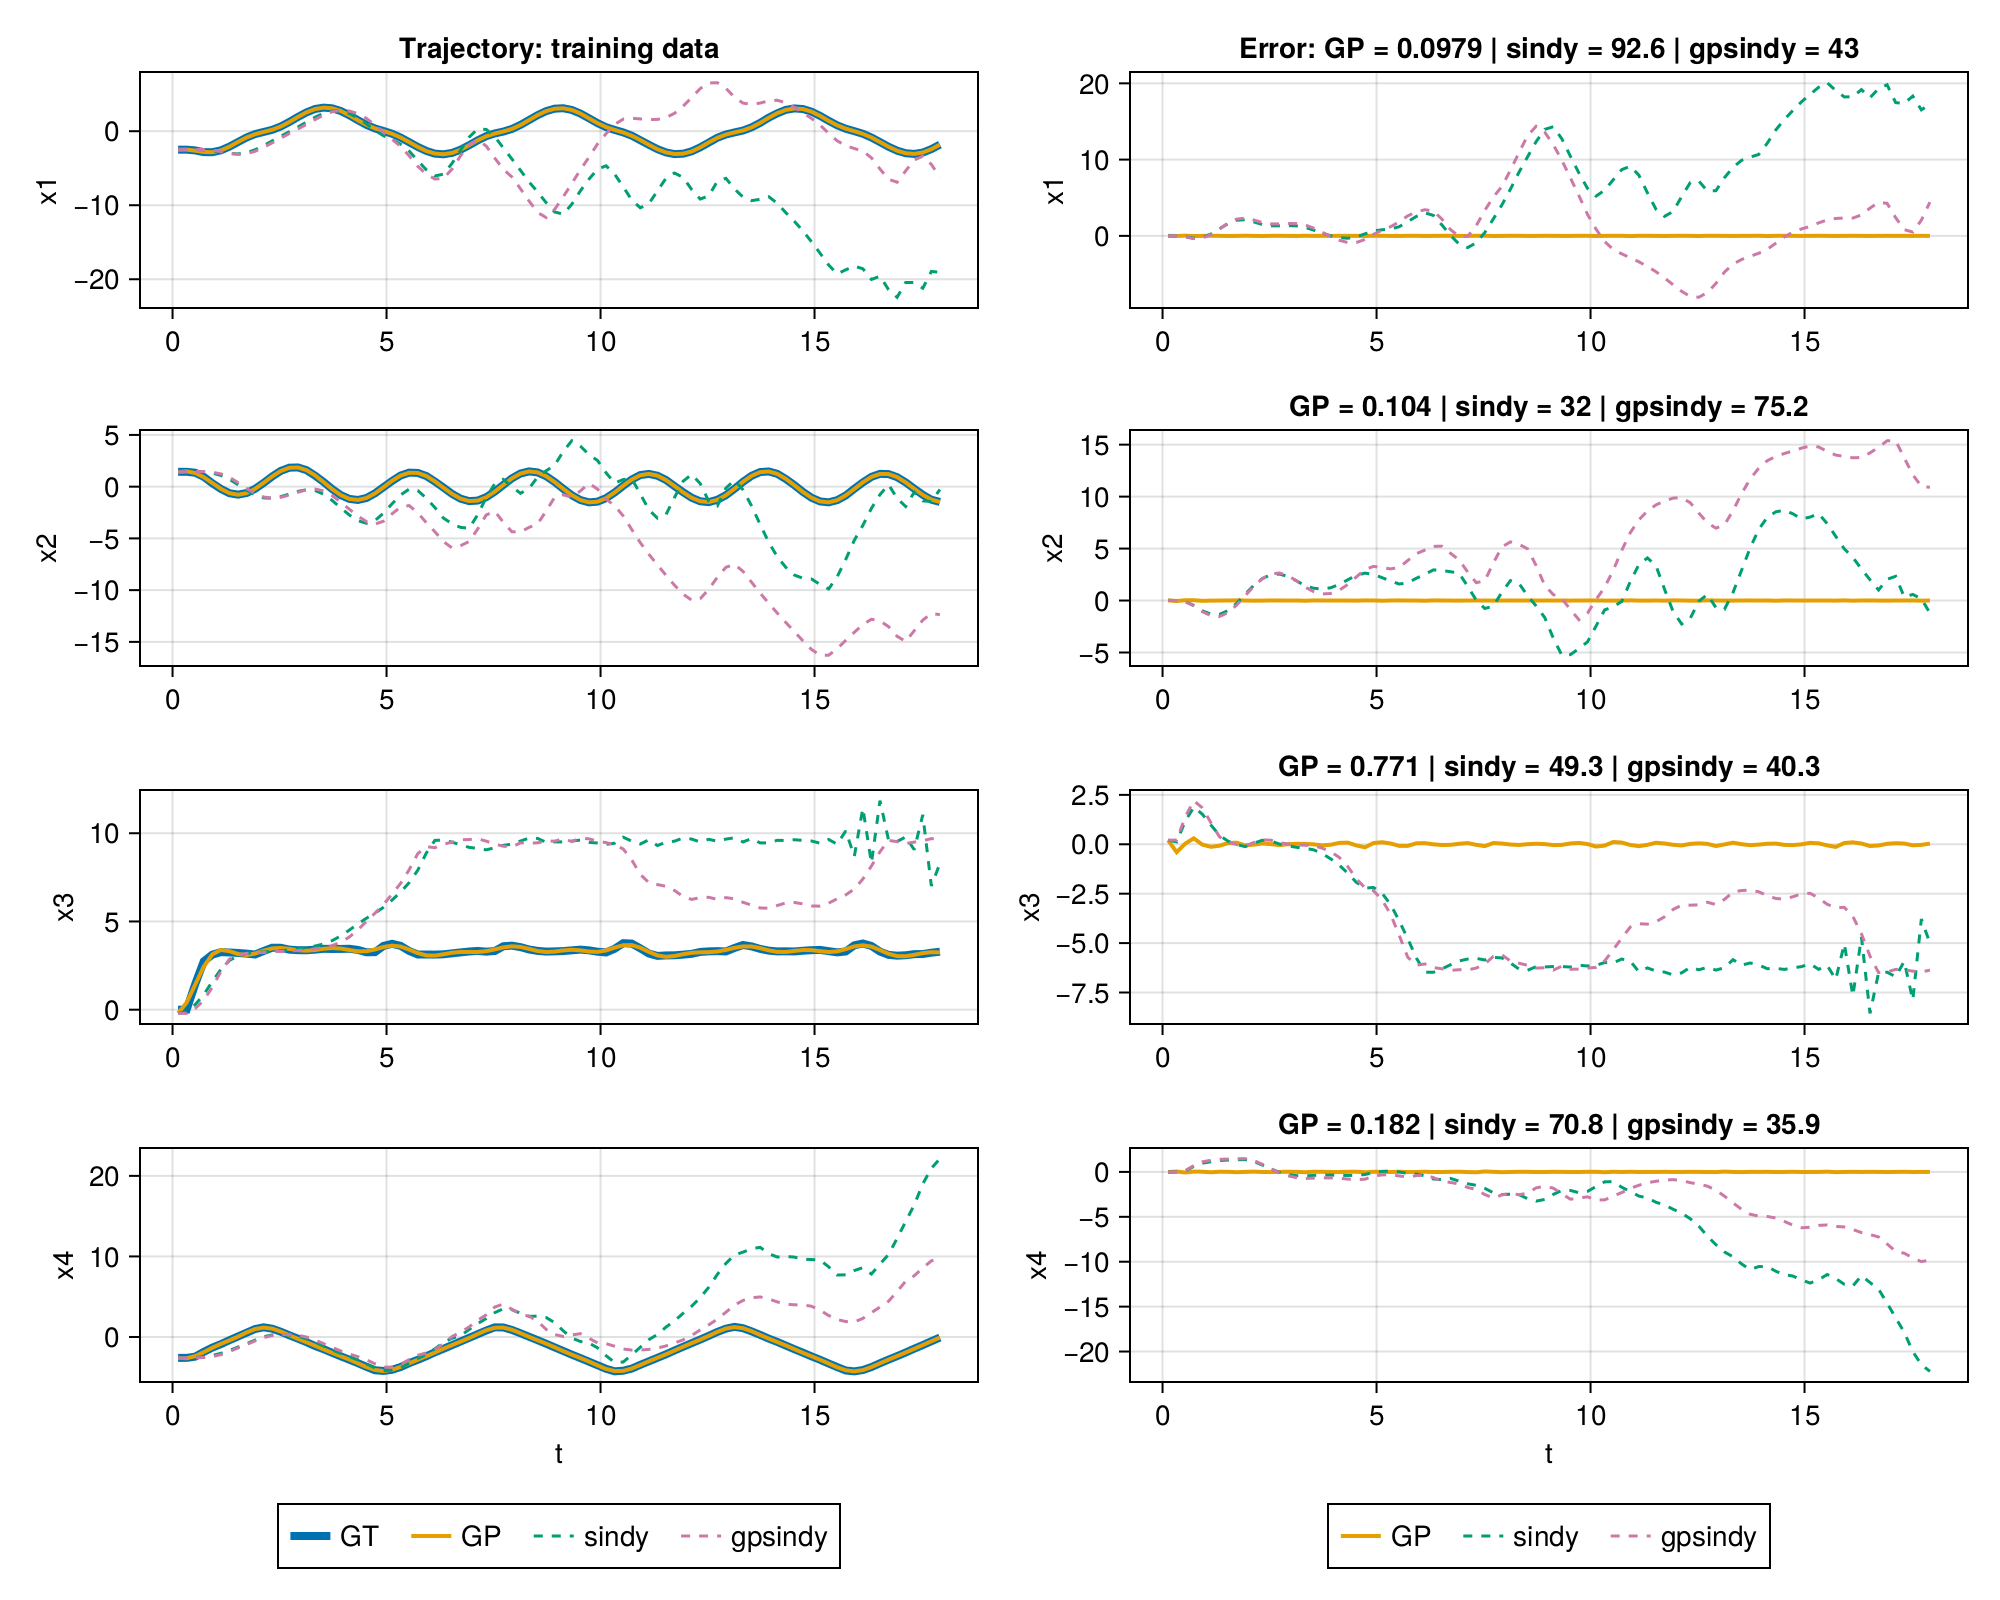 Trajectory: training data
Error: GP = 0.0979 | sindy = 92.6 | gpsindy = 43
x1
0
−10
−20
0 5 10 15
x1
20
10
0
0 5 10 15
x2
5
0
−5
−10
−15
0 5 10 15
GP = 0.104 | sindy = 32 | gpsindy = 75.2
x2
15
10
5
0
−5
0 5 10 15
x3
10
5
0
0 5 10 15
GP = 0.771 | sindy = 49.3 | gpsindy = 40.3
x3
2.5
0.0
−2.5
−5.0
−7.5
0 5 10 15
x4
20
10
0
0 5 10 15
t
GP = 0.182 | sindy = 70.8 | gpsindy = 35.9
x4
0
−5
−10
−15
−20
0 5 10 15
t
GT GP sindy gpsindy
GP sindy gpsindy